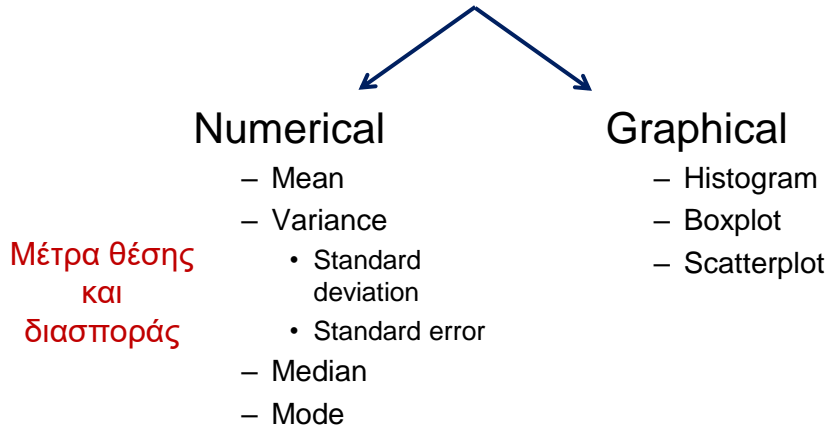 Numerical
– Mean
– Variance
• Standard
deviation
• Standard error
– Median
– Mode
Μέτρα θέσης
και
διασποράς
Graphical
– Histogram
– Boxplot
– Scatterplot